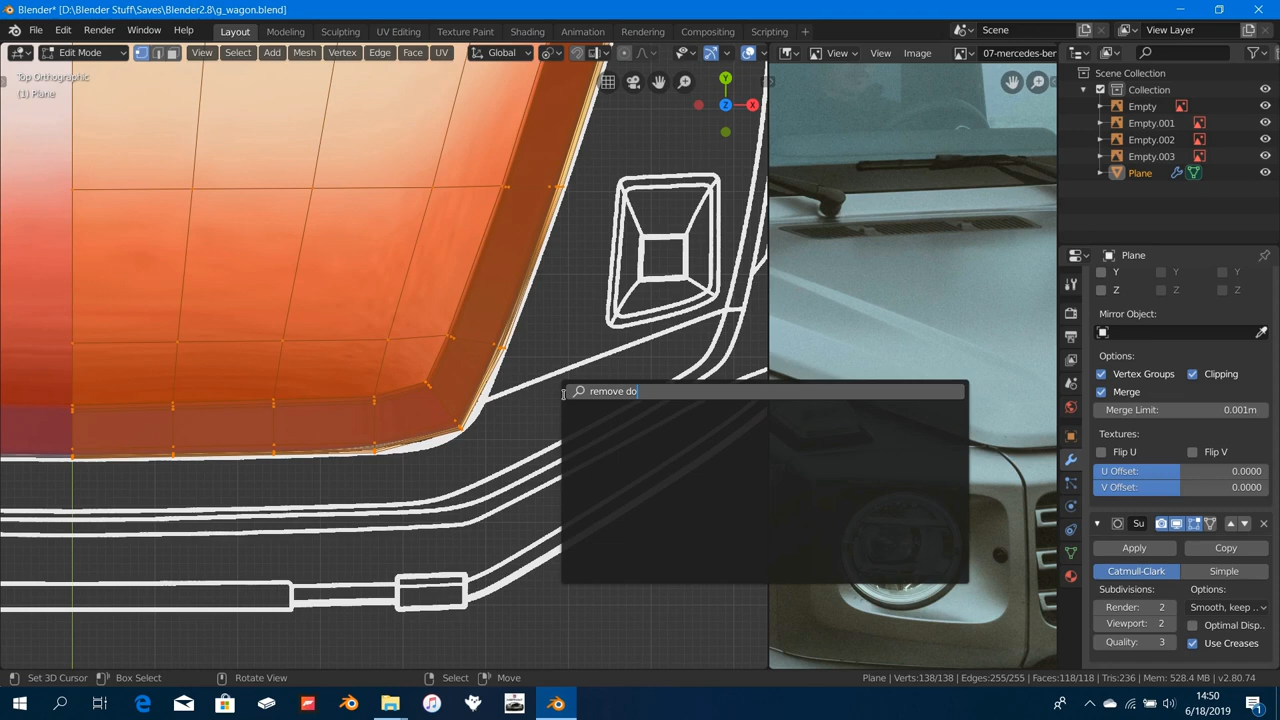 Blender* [D:\Blender Stuff\Saves\Blender2.8\g_wagon.blend]
File Edit Render Window Help Layout Modeling Sculpting UV Editing Texture Paint Shading Animation Rendering Compositing Scripting + Scene View Layer
Edit Mode View Select Add Mesh Vertex Edge Face UV Global View View Image 07-mercedes-ber
Top Orthographic
(1) Plane
Y
Z
X
Scene Collection
Collection
Empty
Empty.001
Empty.002
Empty.003
Plane
Plane
Y
Z
Mirror Object:
Options:
Vertex Groups Clipping
Merge
Merge Limit: 0.001m
Textures:
Flip U Flip V
U Offset: 0.0000
V Offset: 0.0000
Su
Apply Copy
Catmull-Clark Simple
Subdivisions: Options:
Render: 2 Smooth, keep ..
Viewport: 2 Optimal Disp..
Quality: 3 Use Creases
remove do
Set 3D Cursor Box Select Rotate View Select Move Plane | Verts:138/138 | Edges:255/255 | Faces:118/118 | Tris:236 | Mem: 528.4 MB | v2.80.74
14:50
6/18/2019